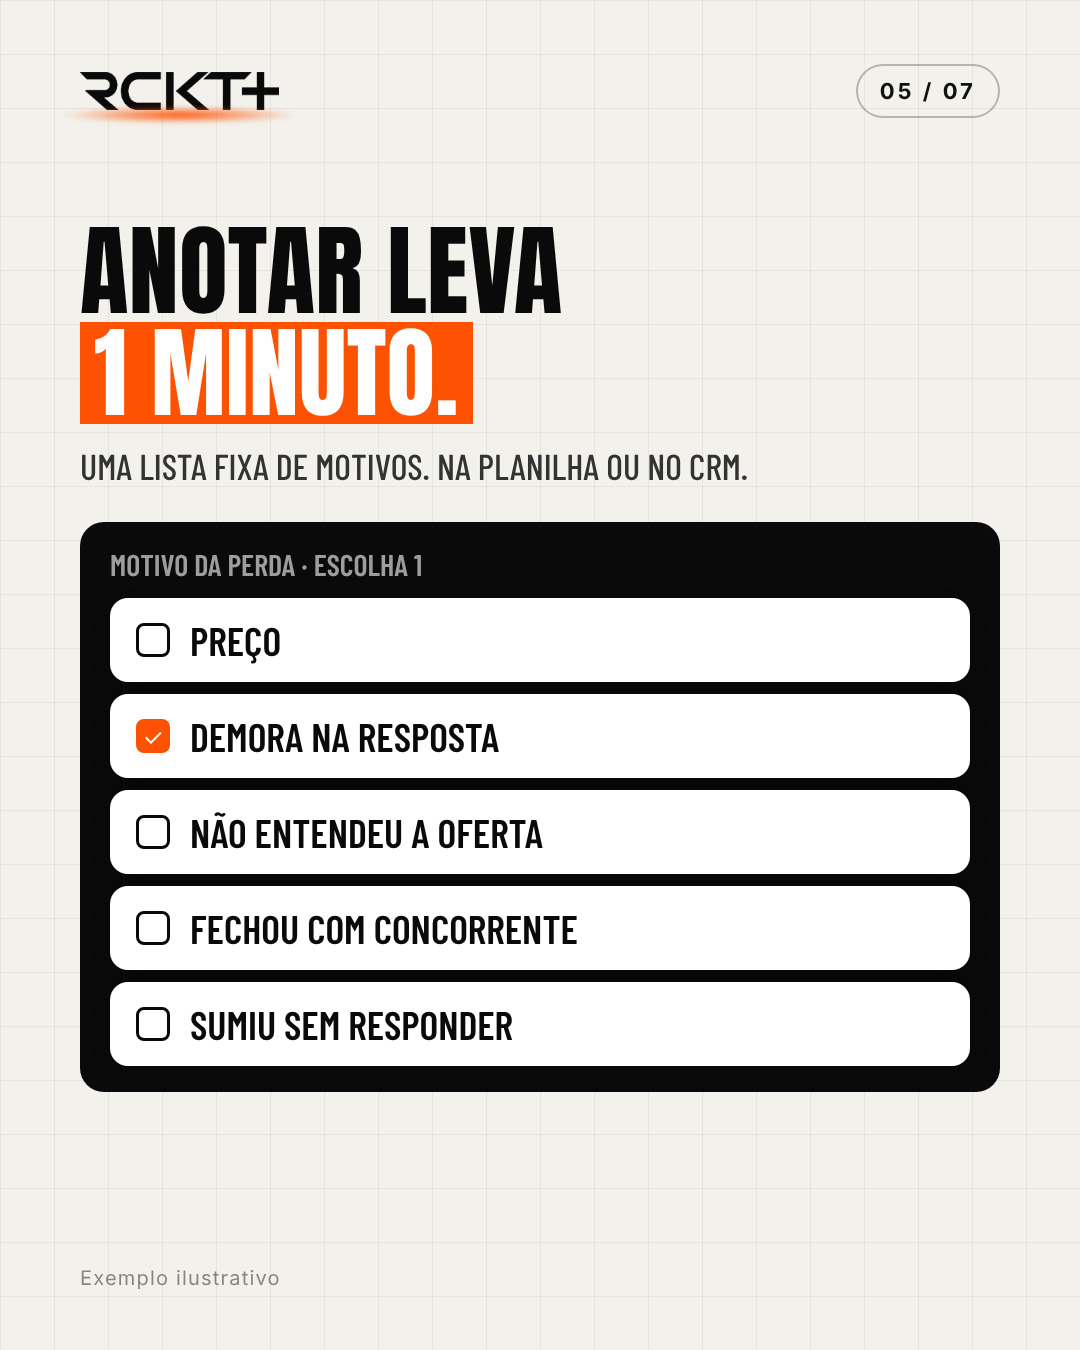 RCKT+
05 / 07
ANOTAR LEVA
1 MINUTO.
UMA LISTA FIXA DE MOTIVOS. NA PLANILHA OU NO CRM.
MOTIVO DA PERDA · ESCOLHA 1
PREÇO
DEMORA NA RESPOSTA
NÃO ENTENDEU A OFERTA
FECHOU COM CONCORRENTE
SUMIU SEM RESPONDER
Exemplo ilustrativo